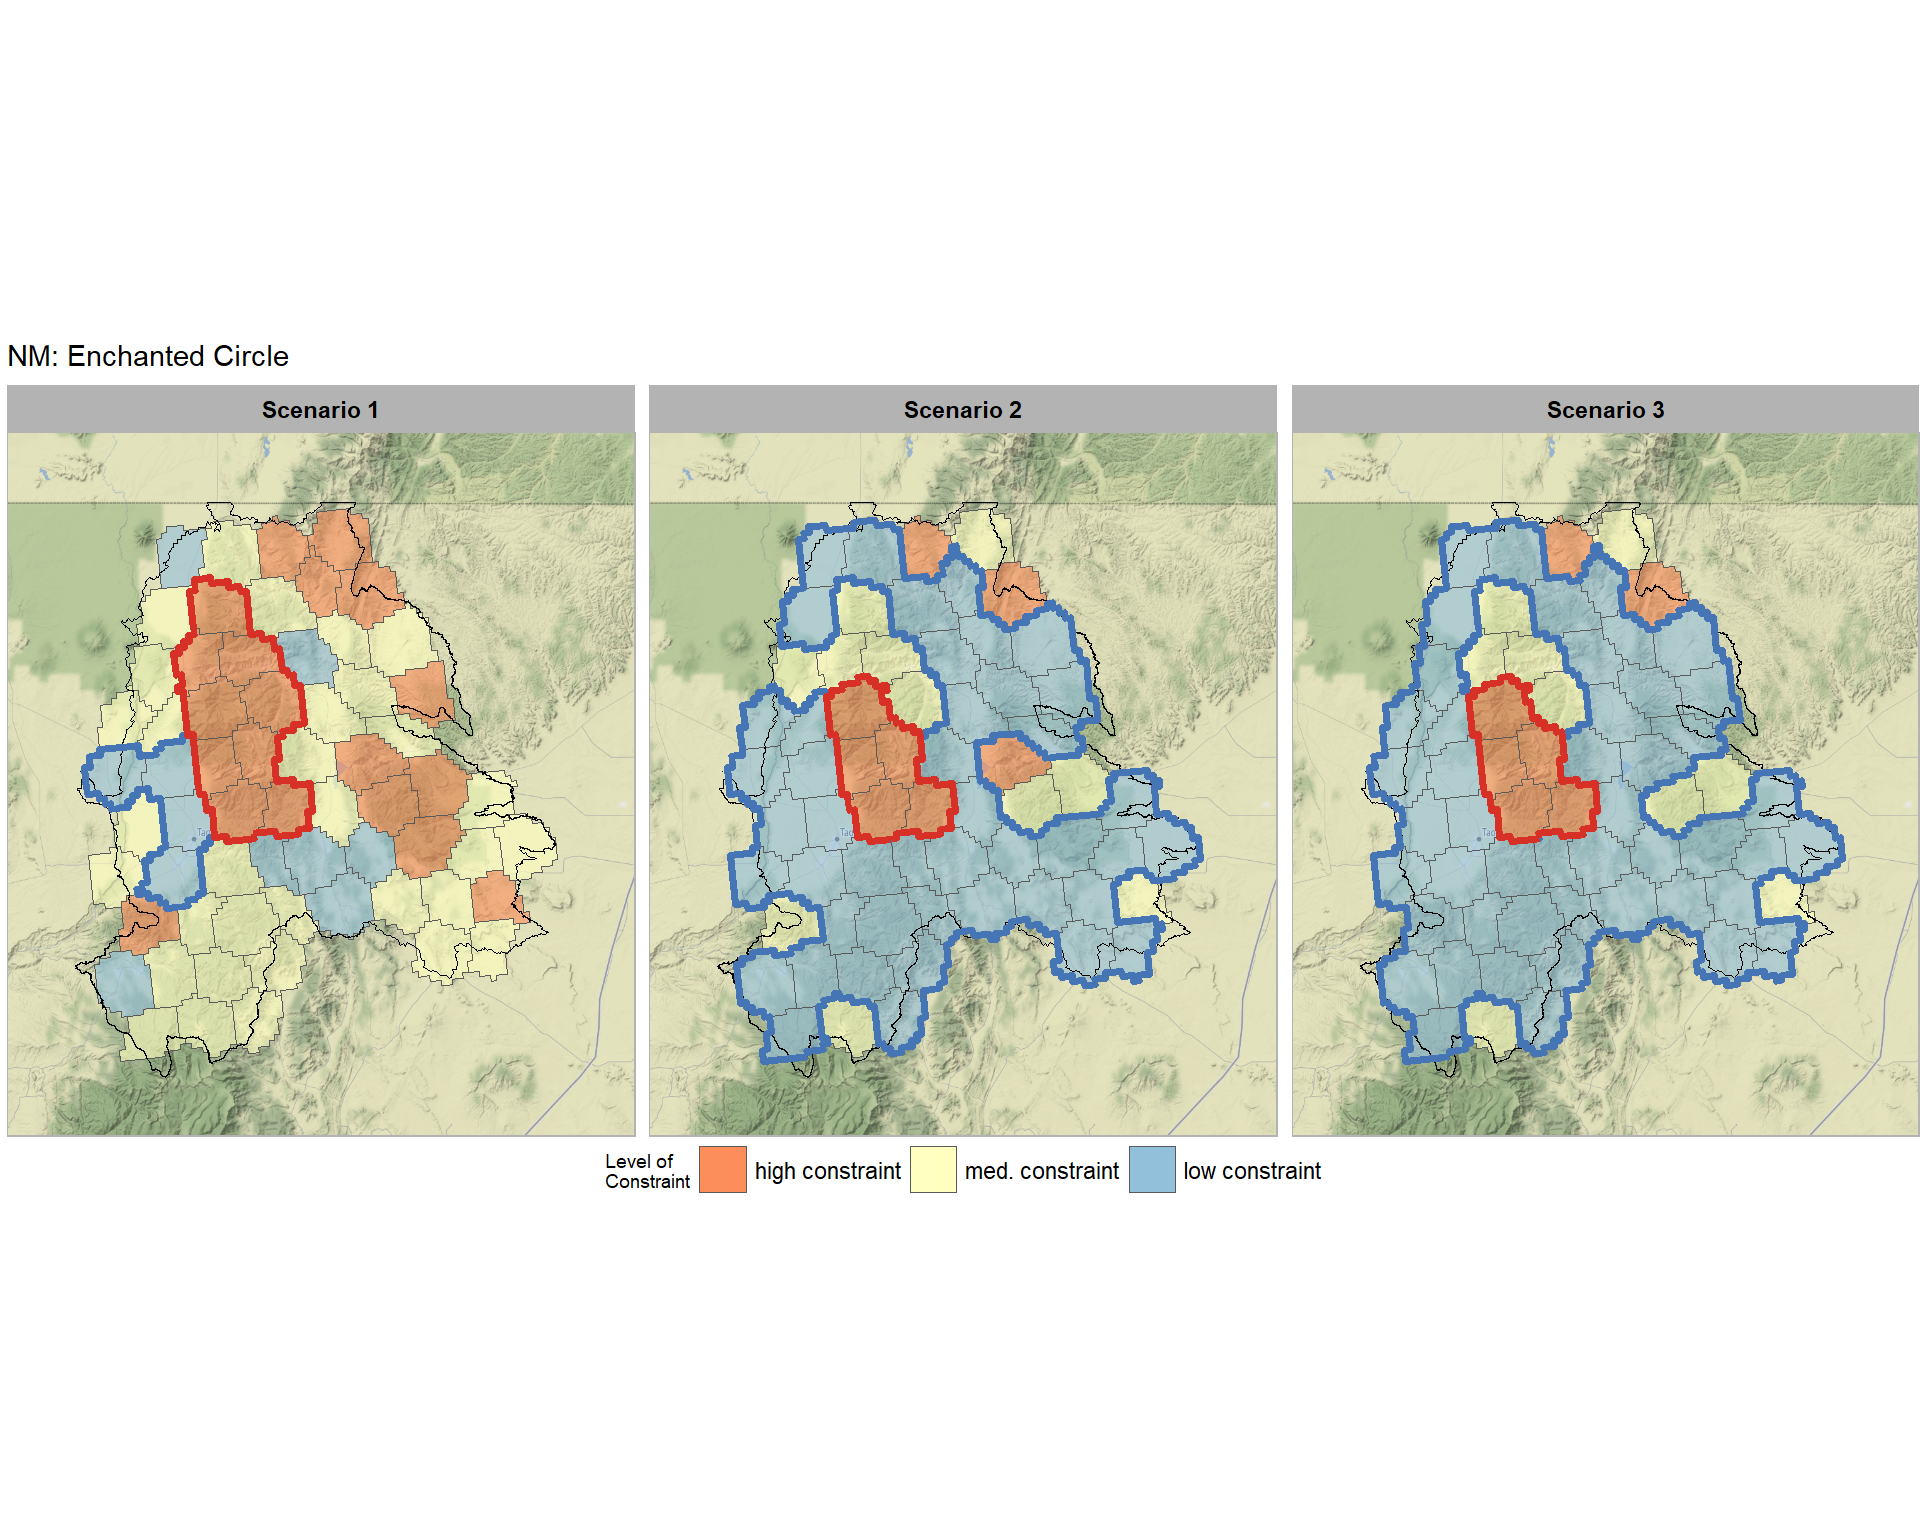 NM: Enchanted Circle
Scenario 1
Scenario 2
Scenario 3
Level of
Constraint
high constraint
med. constraint
low constraint